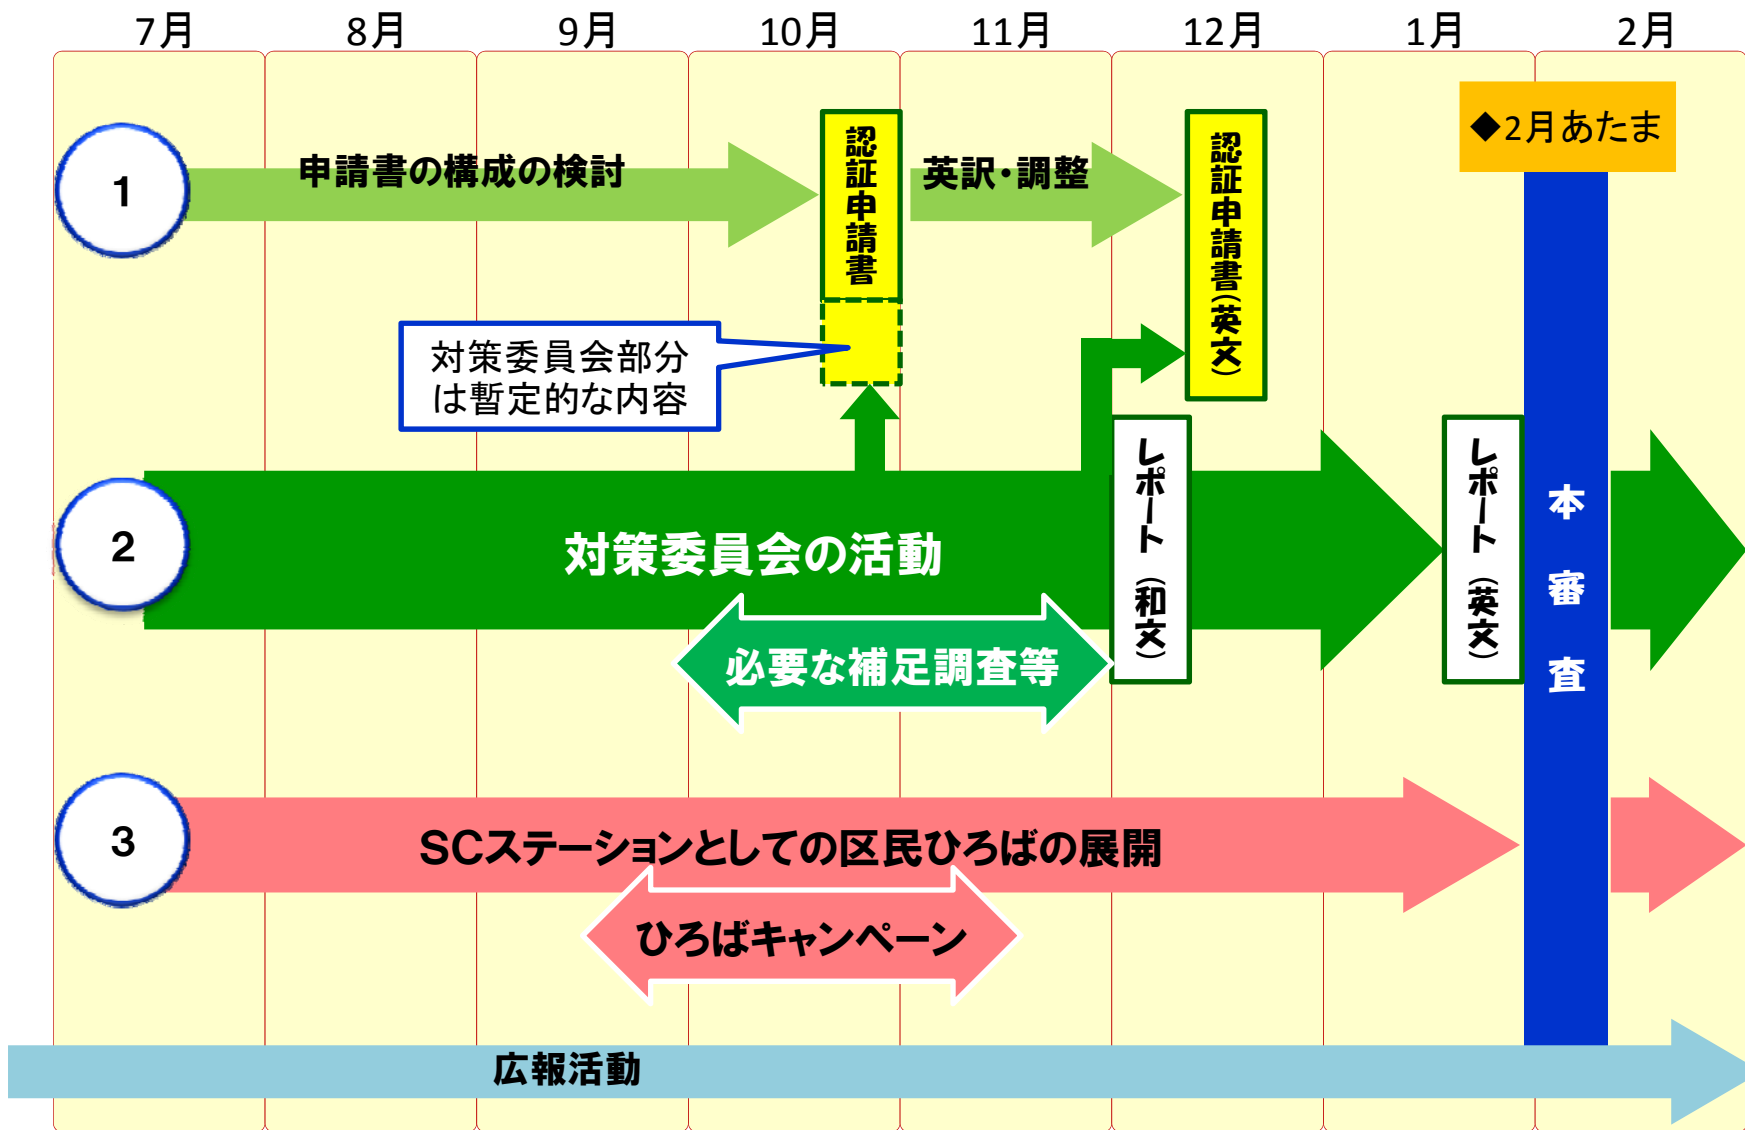 7月
8月
9月
10月
11月
12月
1月
2月
◆2月あたま
1
申請書の構成の検討
認証申請書
英訳・調整
認証申請書(英文)
対策委員会部分
は暫定的な内容
2
対策委員会の活動
必要な補足調査等
レポート（和文）
レポート（英文）
本審査
3
SCステーションとしての区民ひろばの展開
ひろばキャンペーン
広報活動